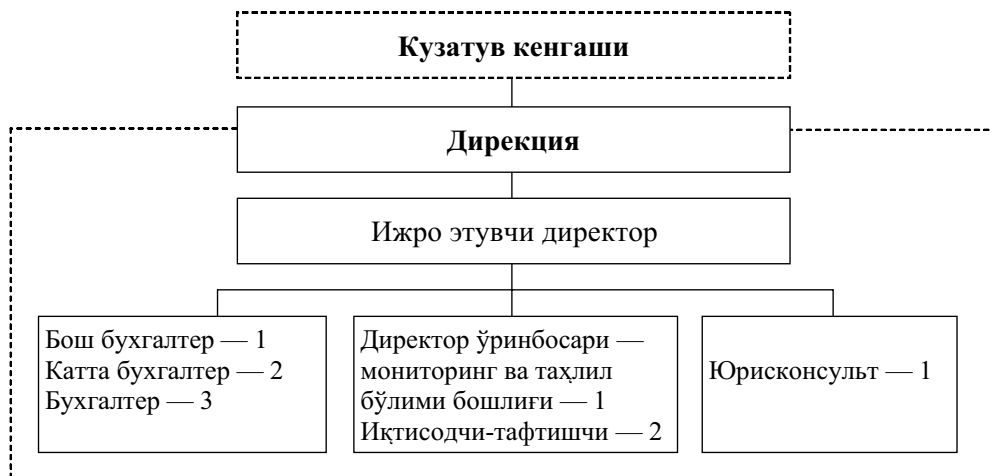 Кузатув кенгаши
Дирекция
Ижро этувчи директор
Бош бухгалтер — 1
Катта бухгалтер — 2
Бухгалтер — 3
Директор ўринбосари —
мониторинг ва таҳлил
бўлими бошлиғи — 1
Иқтисодчи-тафтишчи — 2
Юрисконсульт — 1